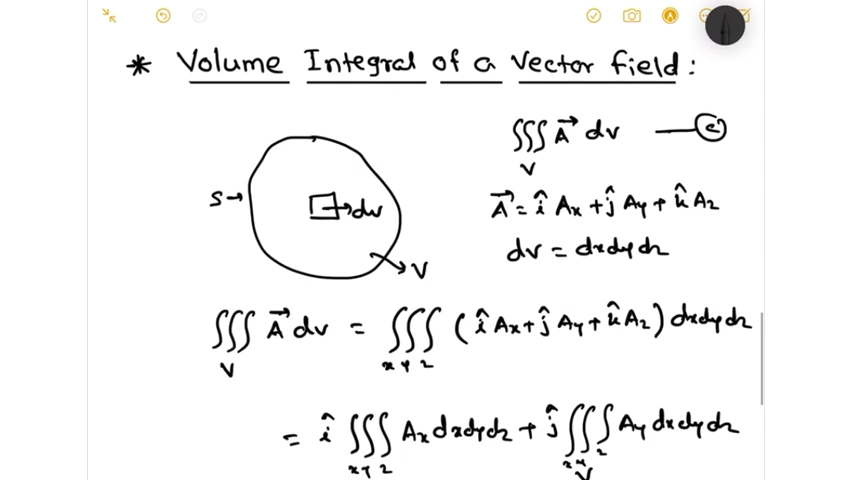 * Volume Integral of a Vector field:
∭ A⃗ dv —(c)
V
S→
→dv
→V
A⃗ = î Ax + ĵ Ay + k̂ Az
dv = dxdydz
∭ A⃗ dv = ∭ (î Ax + ĵ Ay + k̂ Az) dxdydz
V x y z
= î ∭ Ax dxdydz + ĵ ∭ Ay dxdydz
x y z x y z
V